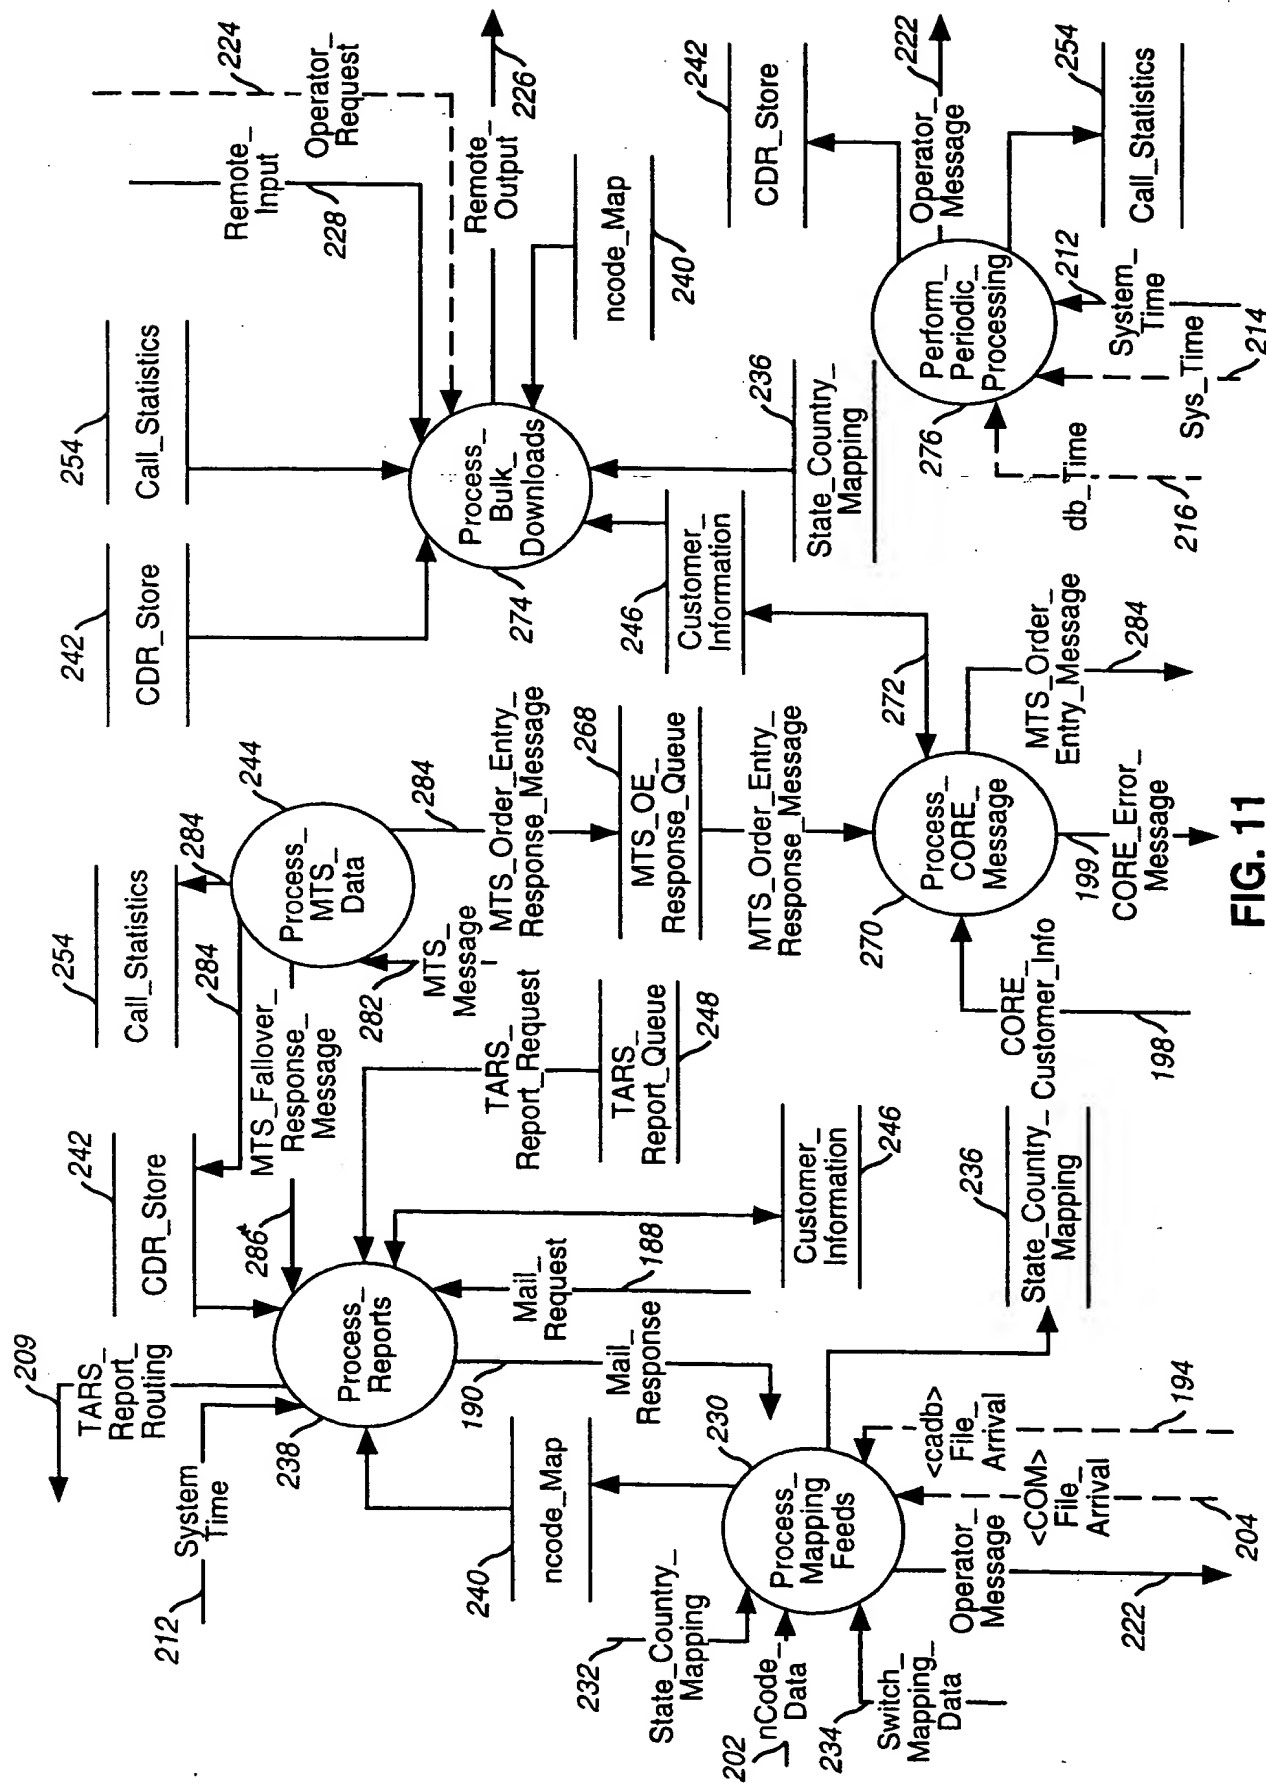 209
TARS_
Report_
Routing
212
System_
Time
242
CDR_Store
254
Call_Statistics
284
284
244
Process_
MTS_
Data
286
MTS_Fallover_
Response_
Message
238
Process_
Reports
282
MTS_
Message
284
MTS_Order_Entry_
Response_Message
268
MTS_OE_
Response_Queue
MTS_Order_Entry_
Response_Message
TARS_
Report_Request
TARS_
Report_Queue
248
190
Mail_
Response
Mail_
Request
188
Customer_
Information
246
240
ncode_Map
232
State_Country_
Mapping
202
nCode_
Data
234
Switch_
Mapping_
Data
230
Process_
Mapping
Feeds
Operator_
Message
222
<COM>
File_
Arrival
204
<cadb>
File_
Arrival
194
236
State_Country_
Mapping
CORE_
Customer_Info
198
270
Process_
CORE_
Message
272
199
CORE_Error_
Message
MTS_Order_
Entry_Message
284
242
CDR_Store
254
Call_Statistics
Remote_
Input
228
224
Operator_
Request
274
Process_
Bulk_
Downloads
Remote_
Output
226
ncode_Map
240
246
Customer_
Information
236
State_Country_
Mapping
242
CDR_Store
Operator_
Message
222
254
Call_Statistics
276
Perform_
Periodic_
Processing
212
System_
Time
Sys_Time
214
db_Time
216
FIG. 11